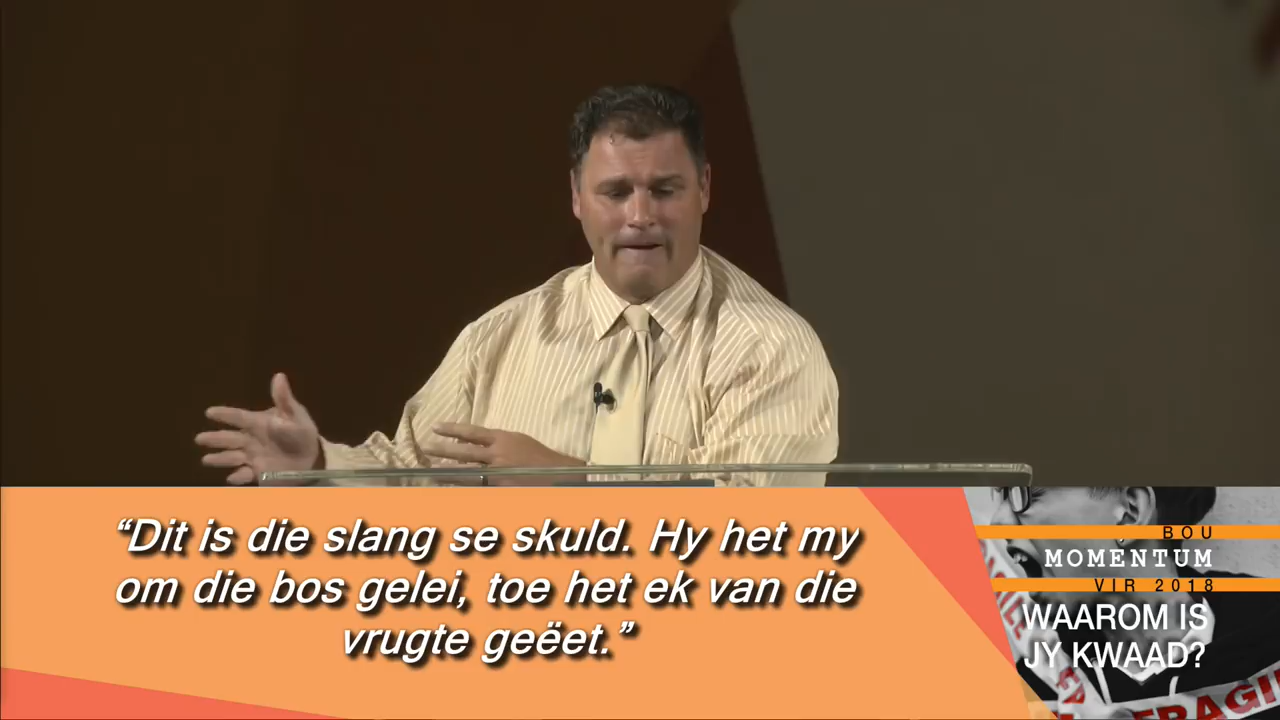 “Dit is die slang se skuld. Hy het my
om die bos gelei, toe het ek van die
vrugte geëet.”
BOU
MOMENTUM
VIR 2018
WAAROM IS
JY KWAAD?